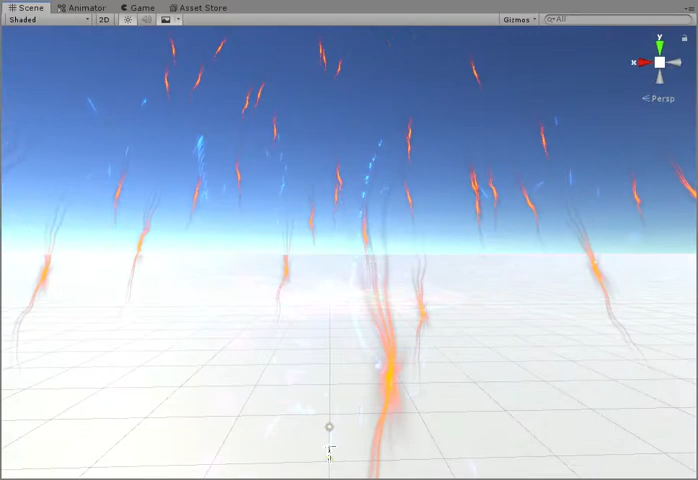 Scene Animator Game Asset Store
Shaded 2D Gizmos All
y
x
Persp